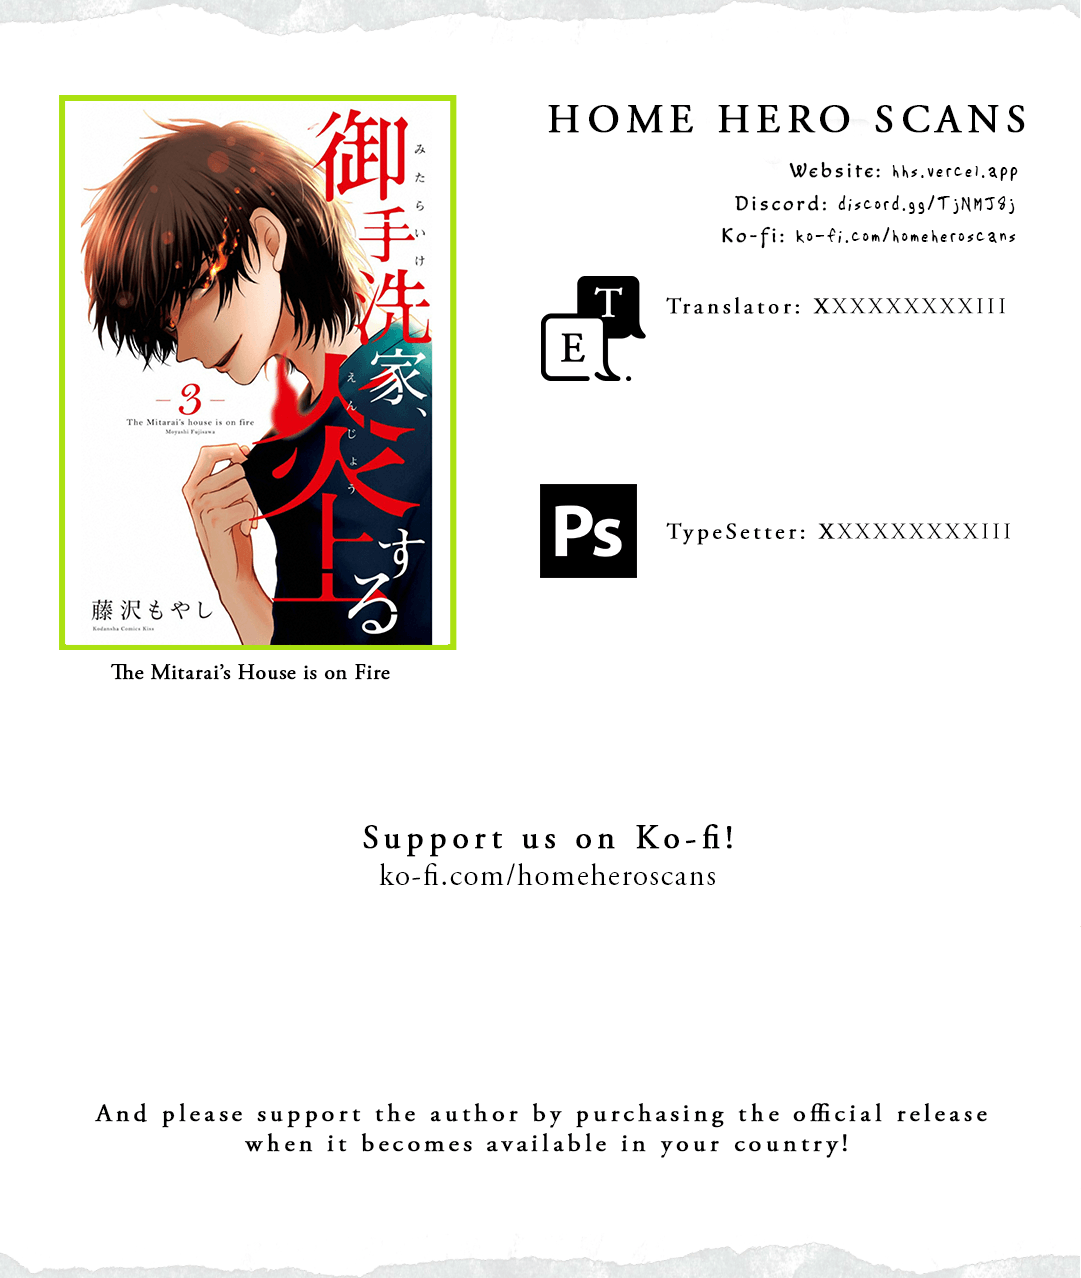 HOME HERO SCANS
Website: hhs.vercel.app
Discord: discord.gg/TjNMJ8j
Ko-fi: ko-fi.com/homeheroscans
T
E
Translator: XXXXXXXXXIII
Ps
TypeSetter: XXXXXXXXXIII
御手洗家、炎上する
みたらいけ
えんじょう
-3-
The Mitarai's house is on fire
Moyashi Fujisawa
藤沢もやし
Kodansha Comics Kiss
The Mitarai's House is on Fire
Support us on Ko-fi!
ko-fi.com/homeheroscans
And please support the author by purchasing the official release
when it becomes available in your country!